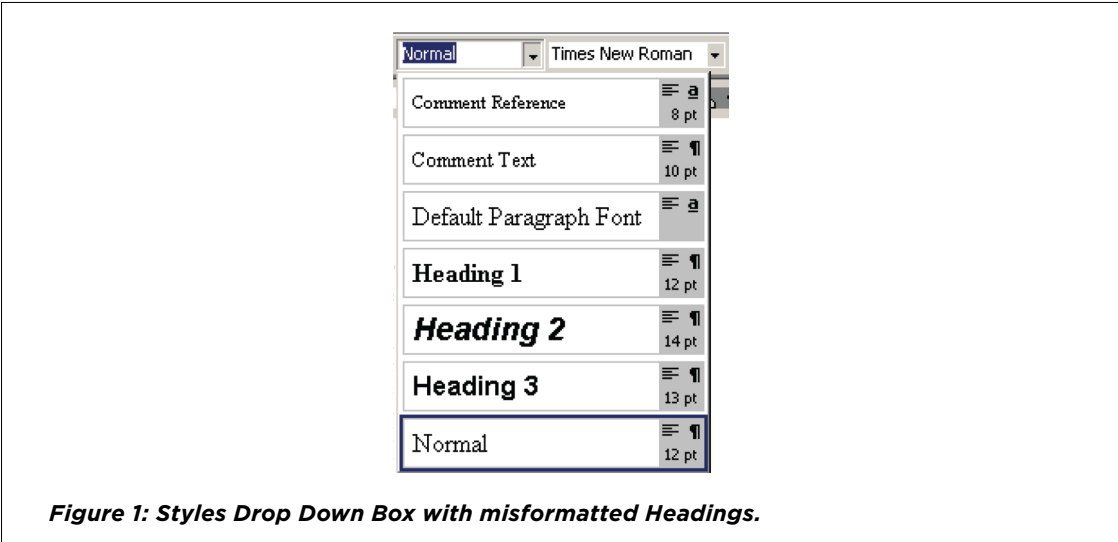 Normal Times New Roman
Comment Reference a
8 pt
Comment Text ¶
10 pt
Default Paragraph Font a
Heading 1 ¶
12 pt
Heading 2 ¶
14 pt
Heading 3 ¶
13 pt
Normal ¶
12 pt
Figure 1: Styles Drop Down Box with misformatted Headings.